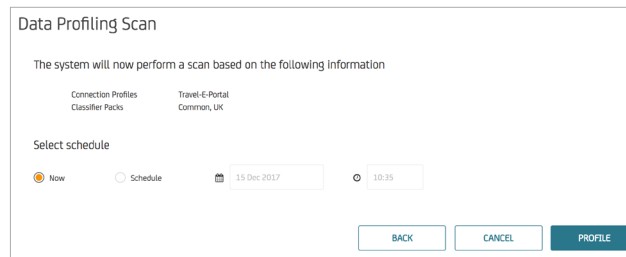 Data Profiling Scan
The system will now perform a scan based on the following information
Connection Profiles Travel-E-Portal
Classifier Packs Common, UK
Select schedule
Now Schedule 15 Dec 2017 10:35
BACK CANCEL PROFILE